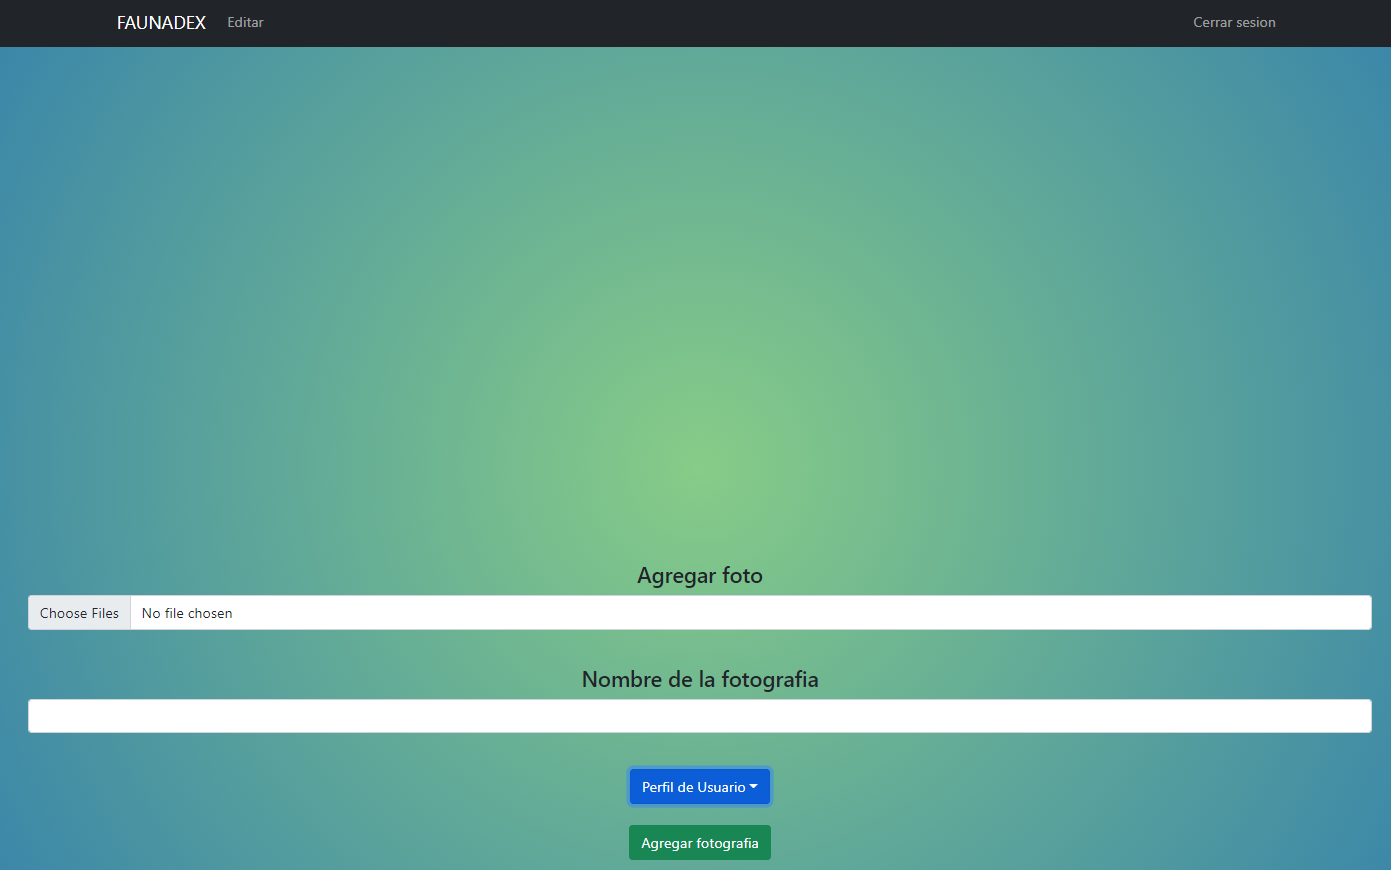 FAUNADEX Editar Cerrar sesion
Agregar foto
Choose Files No file chosen
Nombre de la fotografia
Perfil de Usuario
Agregar fotografia